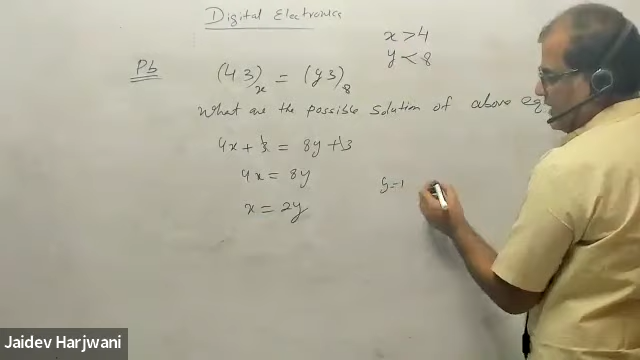 Digital Electronics
x > 4
y < 8
Pb (43)x = (y3)8
What are the possible solution of above eq
4x + 3 = 8y + 3
4x = 8y
x = 2y
y=1
Jaidev Harjwani